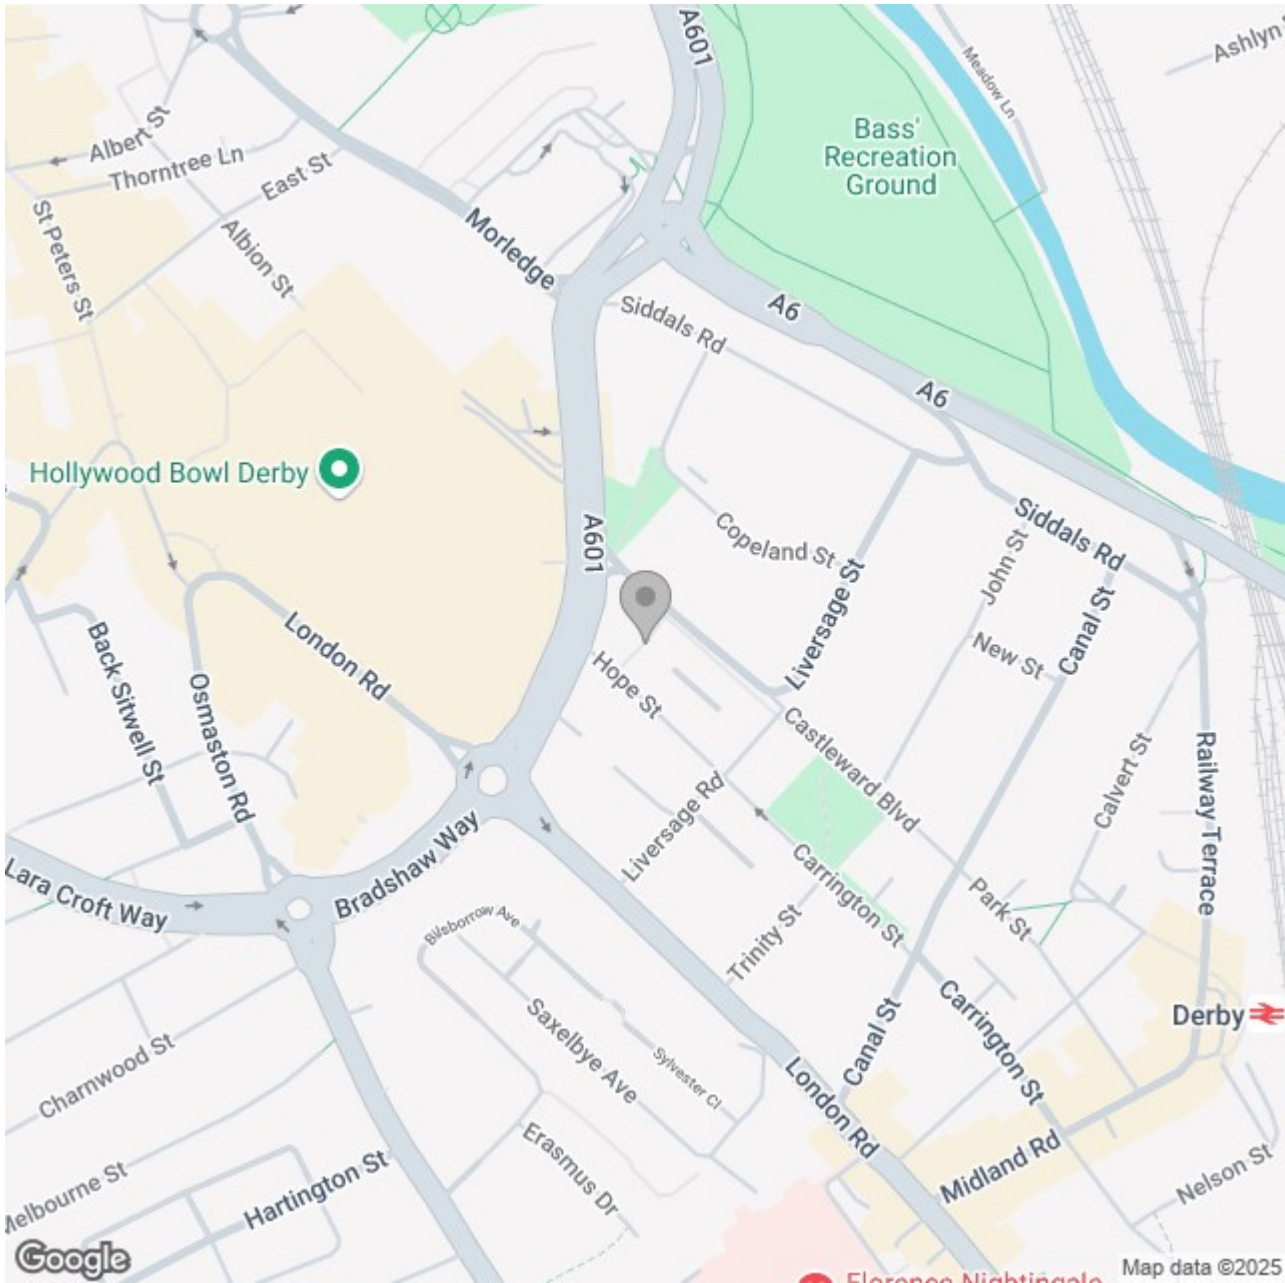 A601
Meadow Ln
Ashlyn
Bass'
Recreation
Ground
Albert St
Thorntree Ln
East St
St Peters St
Albion St
Morledge
Siddals Rd
A6
A6
Hollywood Bowl Derby
A601
Copeland St
Siddals Rd
John St
Liversage St
Canal St
New St
London Rd
Back Sitwell St
Osmaston Rd
Hope St
Castleward Blvd
Calvert St
Railway Terrace
Liversage Rd
Bradshaw Way
Lara Croft Way
Carrington St
Park St
Trinity St
Bilsborrow Ave
Saxelbye Ave
Sylvester Cl
Canal St
Carrington St
Derby
Charnwood St
London Rd
Erasmus Dr
Midland Rd
Melbourne St
Hartington St
Nelson St
Google
Map data ©2025
Florence Nightingale